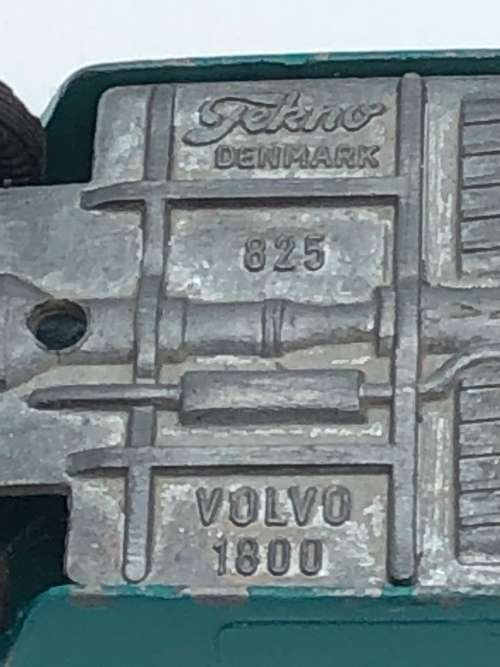 Tekno
DENMARK
825
VOLVO
1800